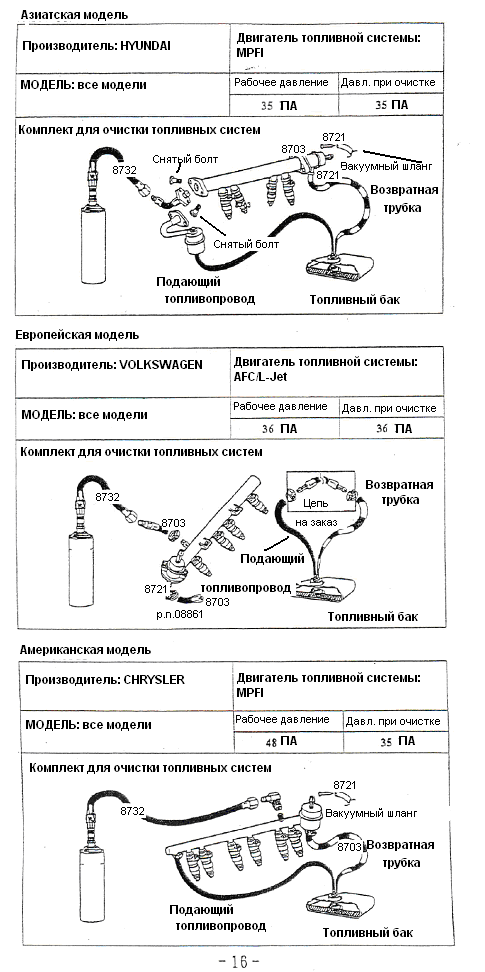 Азиатская модель
Производитель: HYUNDAI
Двигатель топливной системы:
MPFI
МОДЕЛЬ: все модели
Рабочее давление
Давл. при очистке
35 ПА
35 ПА
Комплект для очистки топливных систем
8732
Снятый болт
8703
8721
Вакуумный шланг
8721
Возвратная
трубка
Снятый болт
Подающий
топливопровод
Топливный бак
Европейская модель
Производитель: VOLKSWAGEN
Двигатель топливной системы:
AFC/L-Jet
МОДЕЛЬ: все модели
Рабочее давление
Давл. при очистке
36 ПА
36 ПА
Комплект для очистки топливных систем
8732
8703
Цепь
на заказ
Возвратная
трубка
Подающий
топливопровод
8721
8703
p.n.08861
Топливный бак
Американская модель
Производитель: CHRYSLER
Двигатель топливной системы:
MPFI
МОДЕЛЬ: все модели
Рабочее давление
Давл. при очистке
48 ПА
35 ПА
Комплект для очистки топливных систем
8732
8721
Вакуумный шланг
8703
Возвратная
трубка
Подающий
топливопровод
Топливный бак
- 16 -